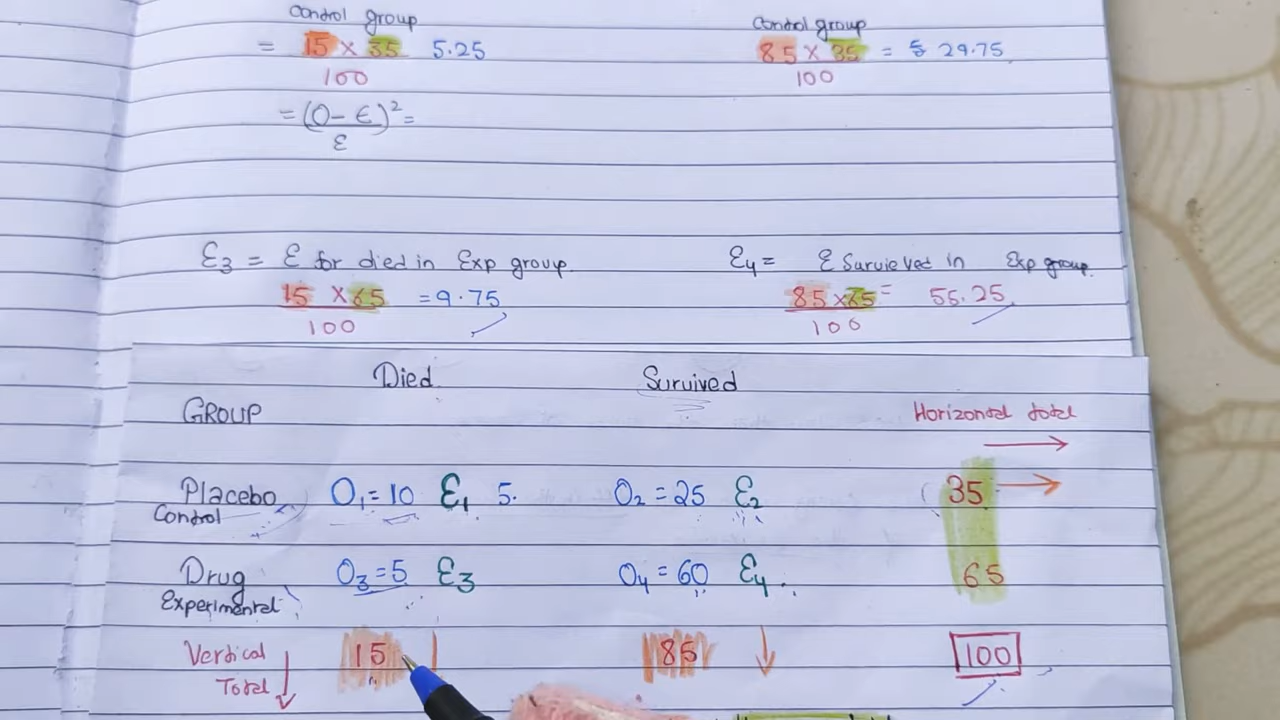 Control group
Control group
= 15 × 35 5.25
100
85 × 35 = 29.75
100
= (O - E)² =
E
E3 = E for died in Exp group
15 × 65 = 9.75
100
E4 = E Survieved in Exp group.
85 × 65 = 55.25
100
Died Survived
GROUP
Horizontal total
Placebo O1 = 10 E1 5. O2 = 25 E2 35
Control
Drug O3 = 5 E3 O4 = 60 E4 65
Experimental
Vertical 15 85 100
Total